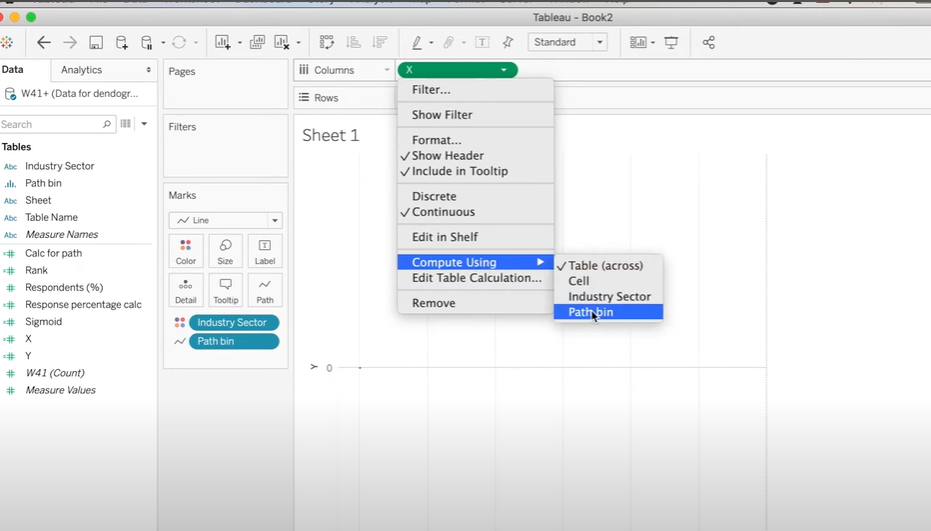 Tableau - Book2
Standard
Data
Analytics
Pages
Columns
X
W41+ (Data for dendogr...
Rows
Search
Filters
Sheet 1
Tables
Abc Industry Sector
Path bin
Abc Sheet
Abc Table Name
Abc Measure Names
Calc for path
Rank
Respondents (%)
Response percentage calc
Sigmoid
X
Y
W41 (Count)
Measure Values
Marks
Line
Color
Size
Label
Detail
Tooltip
Path
Industry Sector
Path bin
Filter...
Show Filter
Format...
✓Show Header
✓Include in Tooltip
Discrete
✓Continuous
Edit in Shelf
Compute Using
Edit Table Calculation...
Remove
✓Table (across)
Cell
Industry Sector
Path bin
Y
0